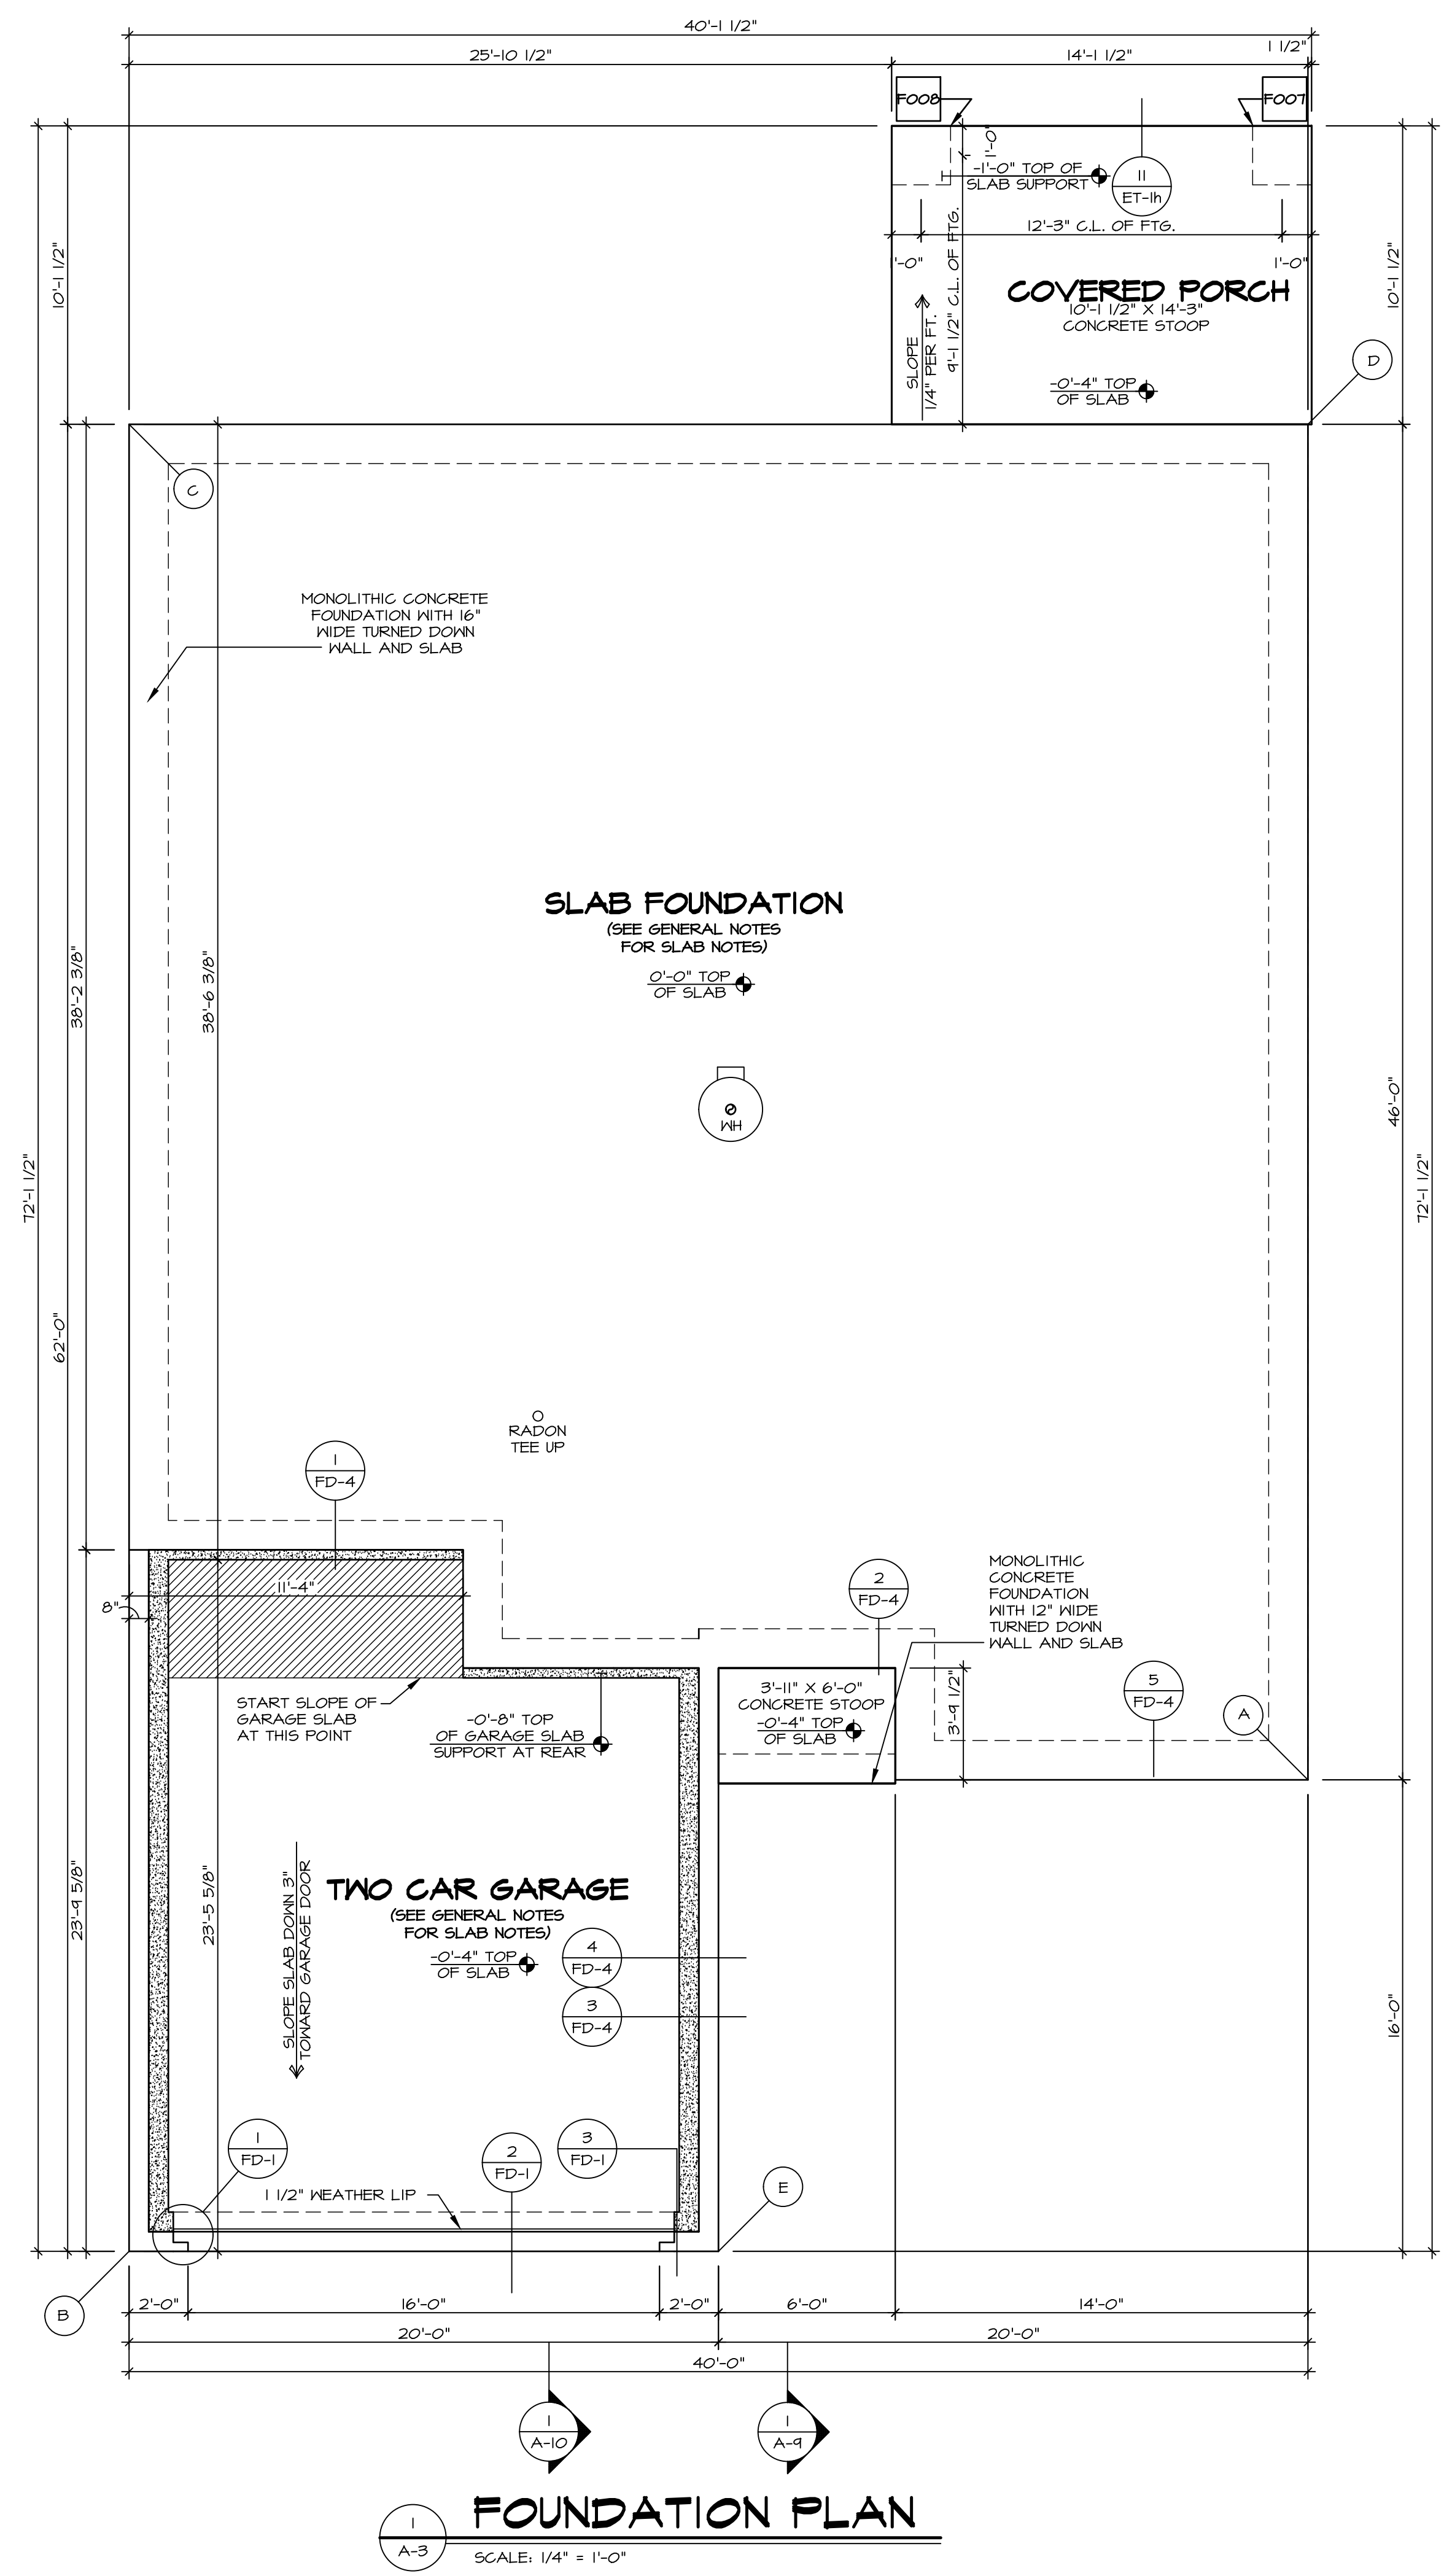 40'-1 1/2"
25'-10 1/2"
14'-1 1/2"
1 1/2"
F008
F007
1'-0"
-1'-0" TOP OF
SLAB SUPPORT
11
ET-1h
12'-3" C.L. OF FTG.
1'-0"
'-0"
10'-1 1/2"
9'-1 1/2" C.L. OF FTG.
10'-1 1/2"
COVERED PORCH
10'-1 1/2" X 14'-3"
CONCRETE STOOP
SLOPE
1/4" PER FT.
-0'-4" TOP
OF SLAB
D
C
MONOLITHIC CONCRETE
FOUNDATION WITH 16"
WIDE TURNED DOWN
WALL AND SLAB
SLAB FOUNDATION
(SEE GENERAL NOTES
FOR SLAB NOTES)
0'-0" TOP
OF SLAB
38'-2 3/8"
38'-6 3/8"
WH
46'-0"
72'-1 1/2"
72'-1 1/2"
62'-0"
RADON
TEE UP
1
FD-4
11'-4"
8"
2
FD-4
MONOLITHIC
CONCRETE
FOUNDATION
WITH 12" WIDE
TURNED DOWN
WALL AND SLAB
START SLOPE OF
GARAGE SLAB
AT THIS POINT
-0'-8" TOP
OF GARAGE SLAB
SUPPORT AT REAR
3'-11" X 6'-0"
CONCRETE STOOP
-0'-4" TOP
OF SLAB
3'-9 1/2"
5
FD-4
A
23'-9 5/8"
23'-5 5/8"
SLOPE SLAB DOWN 3"
TOWARD GARAGE DOOR
TWO CAR GARAGE
(SEE GENERAL NOTES
FOR SLAB NOTES)
-0'-4" TOP
OF SLAB
4
FD-4
3
FD-4
16'-0"
1
FD-1
2
FD-1
3
FD-1
1 1/2" WEATHER LIP
E
B
2'-0"
16'-0"
2'-0"
6'-0"
14'-0"
20'-0"
20'-0"
40'-0"
1
A-10
1
A-9
1
A-3
FOUNDATION PLAN
SCALE: 1/4" = 1'-0"